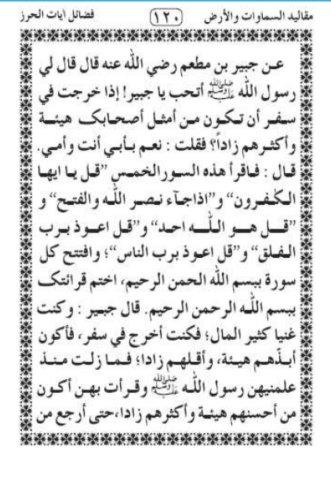 مقاليد السماوات والأرض ﴿١٢٠﴾ فضائل آيات الحرز
عن جبير بن مطعم رضي الله عنه قال قال لي
رسول الله ﷺ أتحب يا جبير! إذا خرجت في
سفر أن تكون من أمثل أصحابك هيئة
وأكثرهم زاداً؟ فقلت : نعم بأبي أنت وأمي.
قال : فاقرأ هذه السور الخمس ”قل يا ايها
الكفرون“ و”اذاجآء نصر الله والفتح“ و
”قل هو الله احد“ و”قل اعوذ برب
الفلق“ و”قل اعوذ برب الناس“؛ وافتتح كل
سورة ببسم الله الحمن الرحيم، اختم قرائتك
ببسم الله الرحمن الرحيم. قال جبير : وكنت
غنيا كثير المال؛ فكنت أخرج في سفر، فأكون
أبذهم هيئة، وأقلهم زادا؛ فما زلت منذ
علمنيهن رسول الله ﷺ وقرأت بهن أكون
من أحسنهم هيئة وأكثرهم زادا،حتى أرجع من